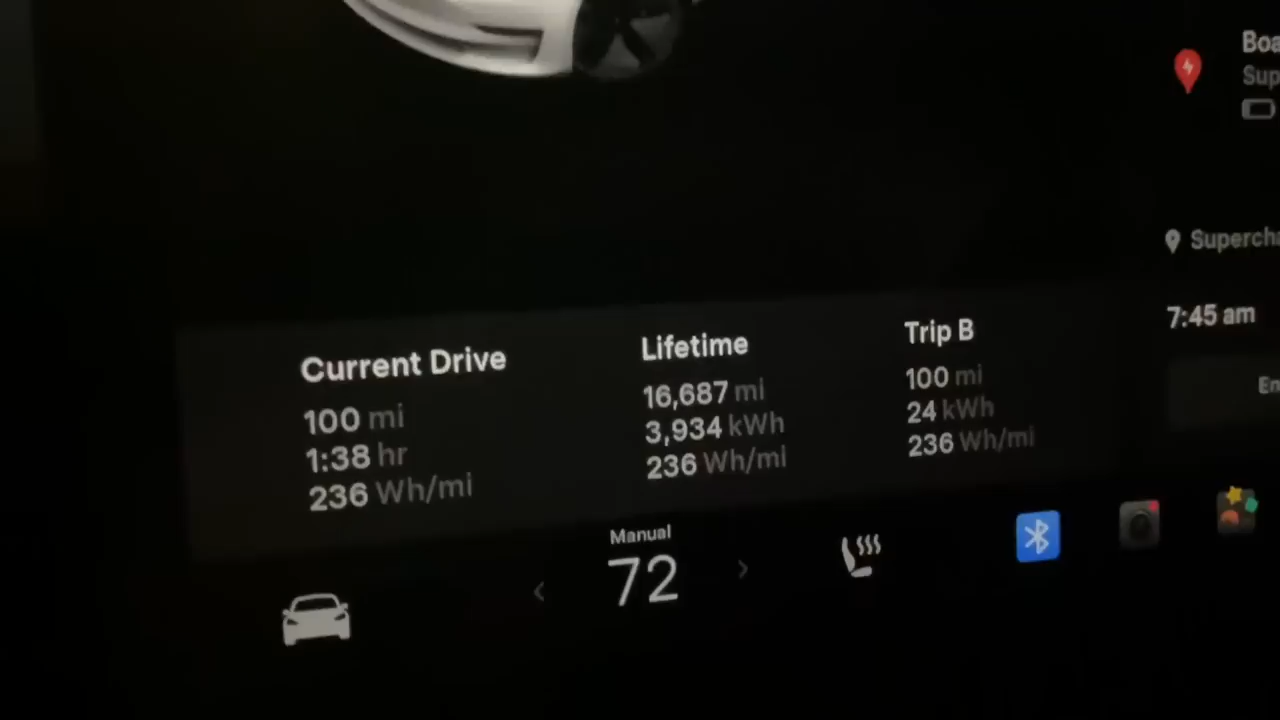 Current Drive
100 mi
1:38 hr
236 Wh/mi
Lifetime
16,687 mi
3,934 kWh
236 Wh/mi
Trip B
100 mi
24 kWh
236 Wh/mi
Manual
72
7:45 am